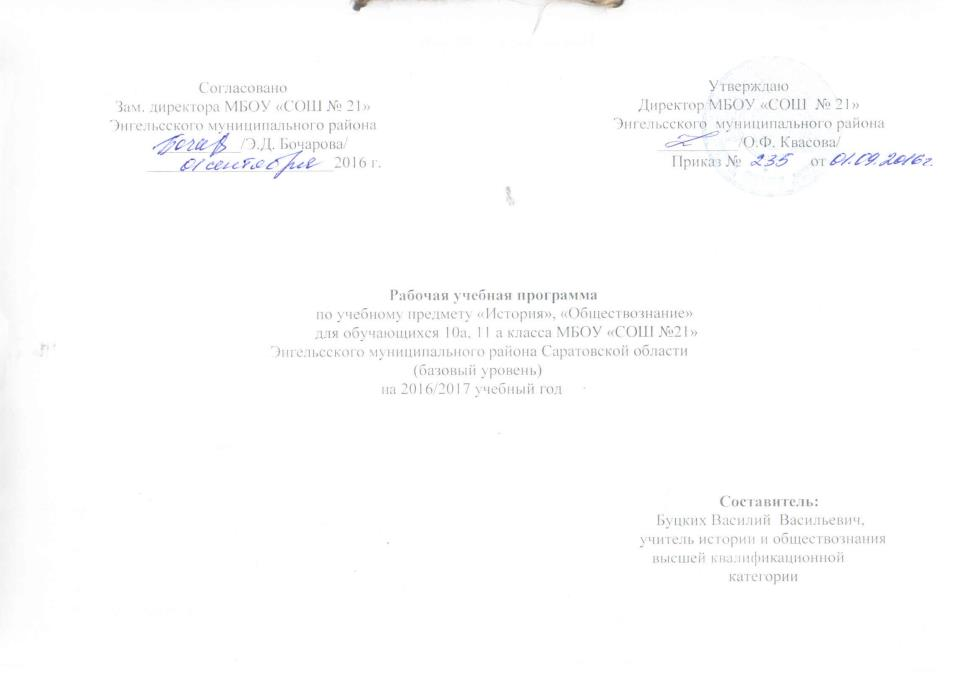 Согласовано
Зам. директора МБОУ «СОШ № 21»
Энгельсского муниципального района
Бочар /Э.Д. Бочарова/
01 сентября 2016 г.
Утверждаю
Директор МБОУ «СОШ № 21»
Энгельсского муниципального района
/О.Ф. Квасова/
Приказ № 235 от 01.09.2016г.
Рабочая учебная программа
по учебному предмету «История», «Обществознание»
для обучающихся 10а, 11 а класса МБОУ «СОШ №21»
Энгельсского муниципального района Саратовской области
(базовый уровень)
на 2016/2017 учебный год
Составитель:
Буцких Василий Васильевич,
учитель истории и обществознания
высшей квалификационной
категории